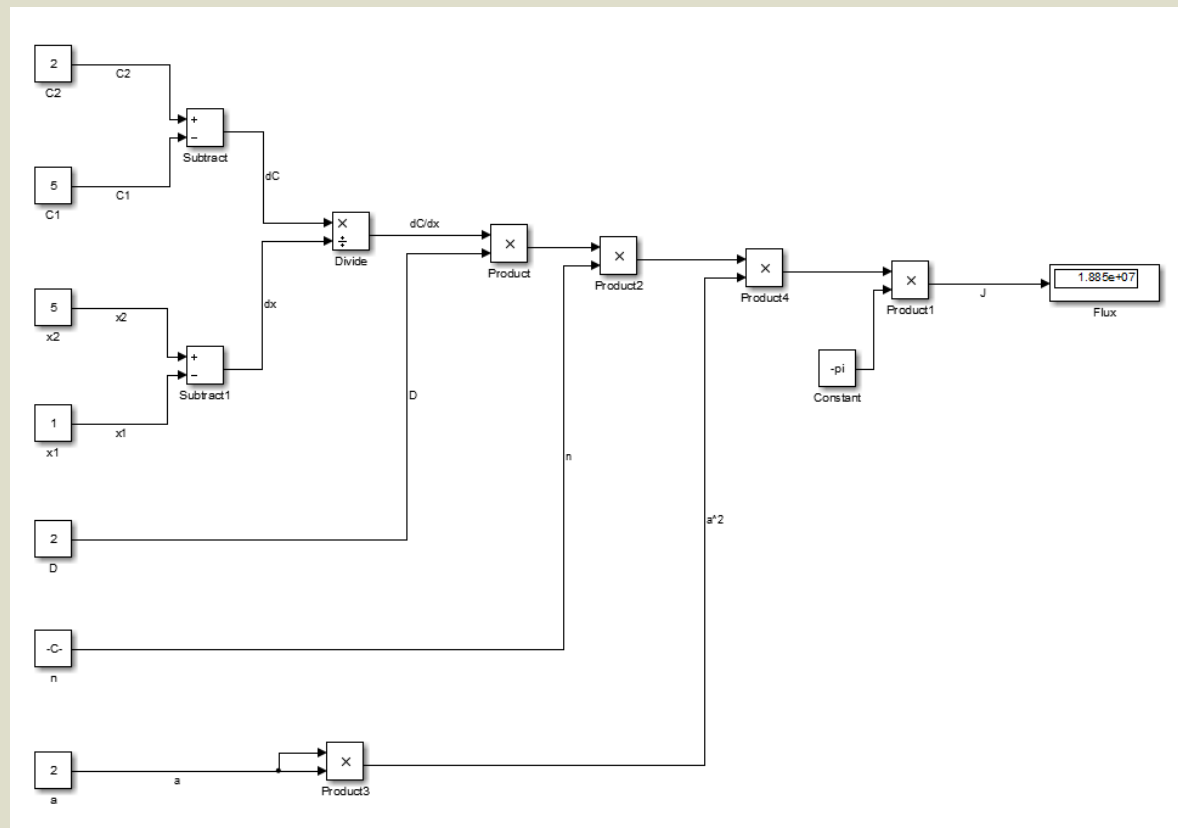 2
C2
C2
+
−
Subtract
5
C1
C1
dC
×
÷
Divide
dC/dx
×
Product
×
Product2
×
Product4
×
Product1
J
1.885e+07
Flux
5
x2
x2
dx
+
−
Subtract1
-pi
Constant
1
x1
x1
D
n
a^2
2
D
-C-
n
2
a
a
×
Product3